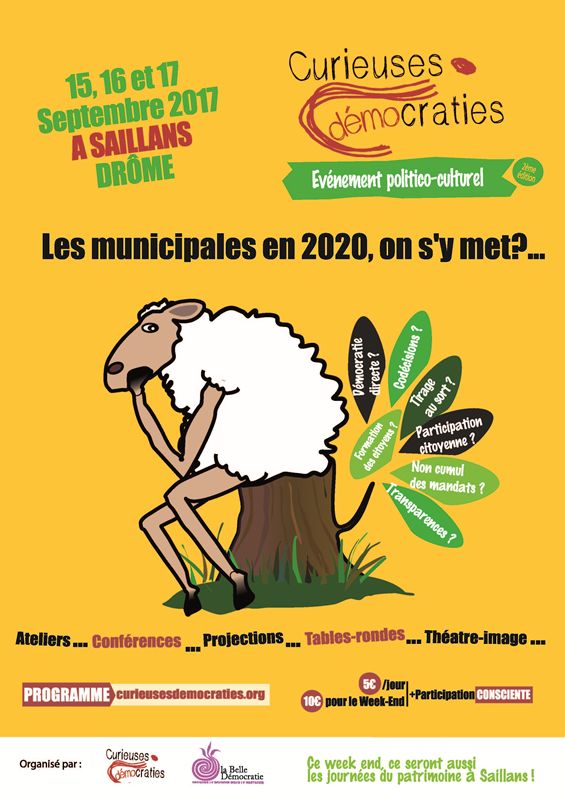 15, 16 et 17
Septembre 2017
A SAILLANS
DRÔME
Curieuses
démocraties
Evénement politico-culturel
2ème
édition
Les municipales en 2020, on s'y met?...
Démocratie
directe ?
Codécisions ?
Tirage
au sort ?
Participation
citoyenne ?
Formation
des citoyens ?
Non cumul
des mandats ?
Transparences ?
Ateliers ... Conférences ... Projections ... Tables-rondes ... Théatre-image ...
PROGRAMME curieusesdemocraties.org
5€ /jour
10€ pour le Week-End
+Participation CONSCIENTE
Organisé par :
Curieuses
démocraties
la Belle
Démocratie
Ce week end, ce seront aussi
les journées du patrimoine à Saillans !